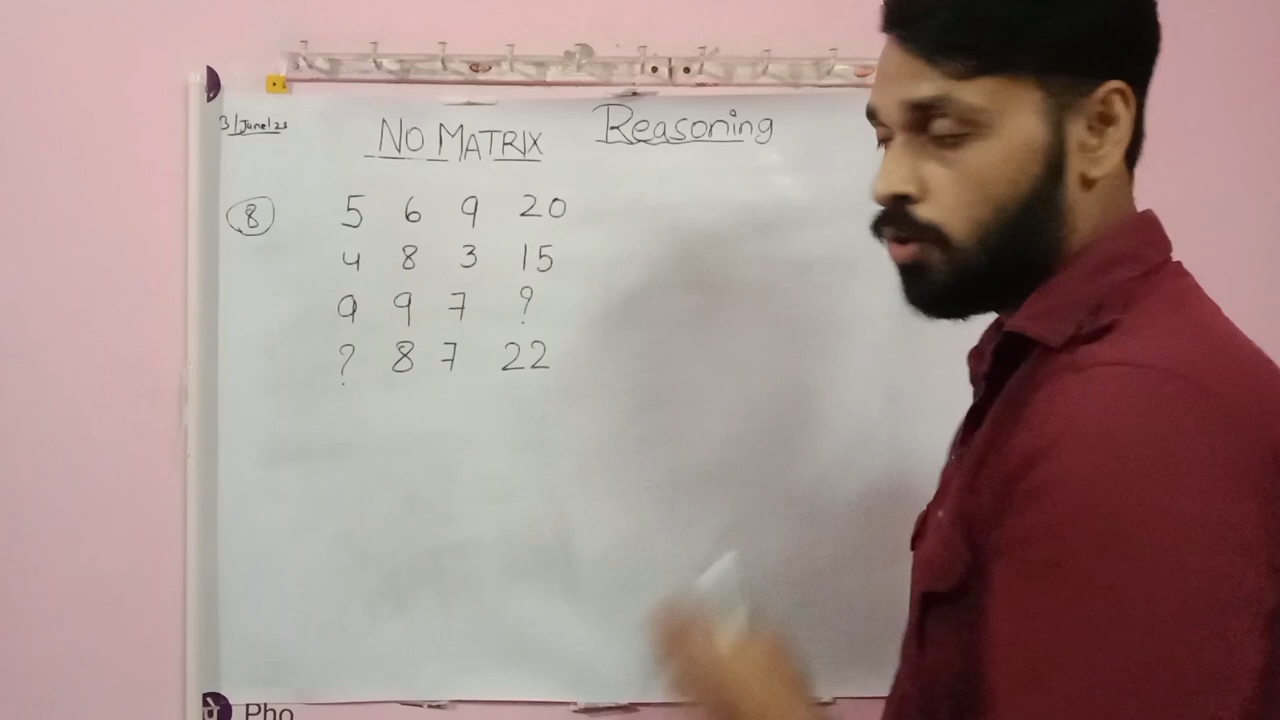 3/June/23
NO MATRIX Reasoning
8 5 6 9 20
4 8 3 15
9 9 7 ?
? 8 7 22
पे Pho